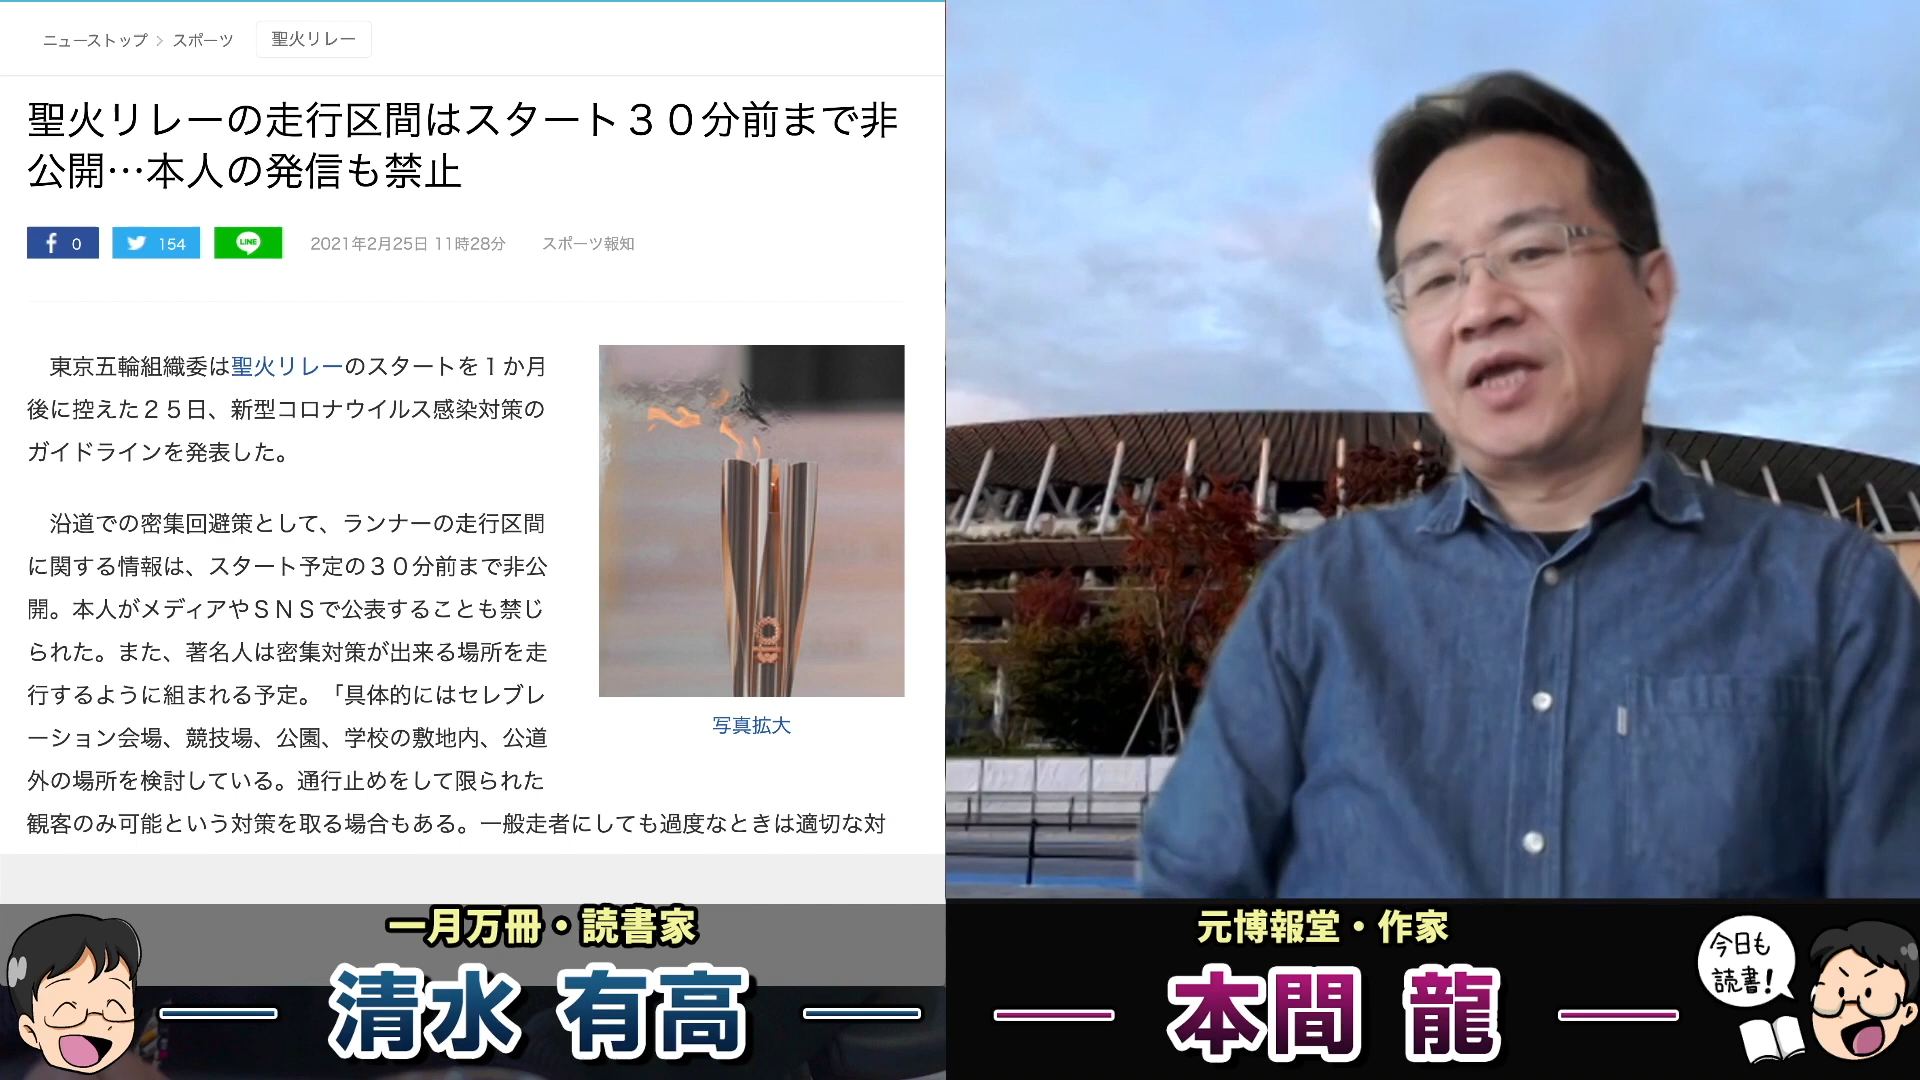 ニューストップ > スポーツ 聖火リレー
聖火リレーの走行区間はスタート３０分前まで非
公開…本人の発信も禁止
f 0 154 LINE 2021年2月25日 11時28分 スポーツ報知
東京五輪組織委は聖火リレーのスタートを１か月
後に控えた２５日、新型コロナウイルス感染対策の
ガイドラインを発表した。
沿道での密集回避策として、ランナーの走行区間
に関する情報は、スタート予定の３０分前まで非公
開。本人がメディアやＳＮＳで公表することも禁じ
られた。また、著名人は密集対策が出来る場所を走
行するように組まれる予定。「具体的にはセレブレ
ーション会場、競技場、公園、学校の敷地内、公道
外の場所を検討している。通行止めをして限られた
観客のみ可能という対策を取る場合もある。一般走者にしても過度なときは適切な対
写真拡大
一月万冊・読書家
清水 有高
元博報堂・作家
本間 龍
今日も
読書!